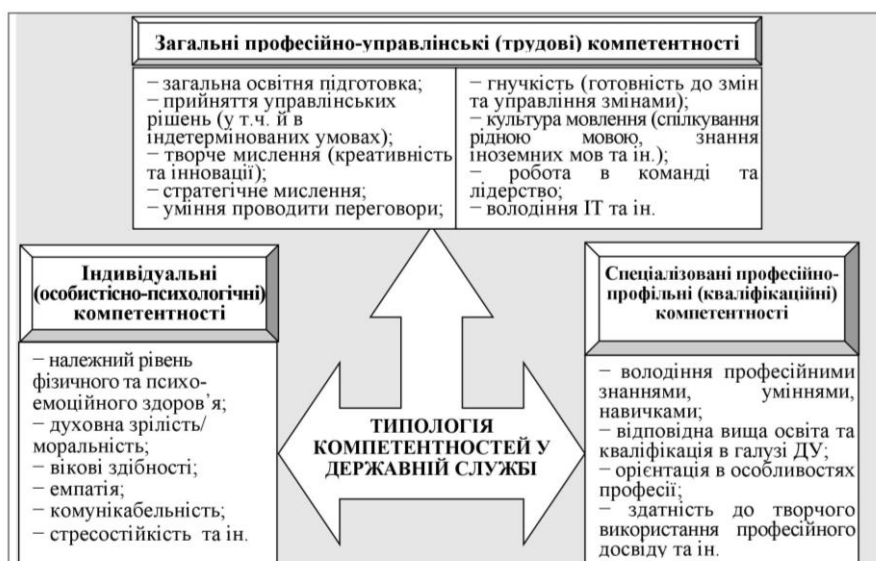 Загальні професійно-управлінські (трудові) компетентності
– загальна освітня підготовка;
– прийняття управлінських
рішень (у т.ч. й в
індетермінованих умовах);
– творче мислення (креативність
та інновації);
– стратегічне мислення;
– уміння проводити переговори;
– гнучкість (готовність до змін
та управління змінами);
– культура мовлення (спілкування
рідною мовою, знання
іноземних мов та ін.);
– робота в команді та
лідерство;
– володіння ІТ та ін.
Індивідуальні
(особистісно-психологічні)
компетентності
– належний рівень
фізичного та психо-
емоційного здоров’я;
– духовна зрілість/
моральність;
– вікові здібності;
– емпатія;
– комунікабельність;
– стресостійкість та ін.
ТИПОЛОГІЯ
КОМПЕТЕНТНОСТЕЙ У
ДЕРЖАВНІЙ СЛУЖБІ
Спеціалізовані професійно-
профільні (кваліфікаційні)
компетентності
– володіння професійними
знаннями, уміннями,
навичками;
– відповідна вища освіта та
кваліфікація в галузі ДУ;
– орієнтація в особливостях
професії;
– здатність до творчого
використання професійного
досвіду та ін.